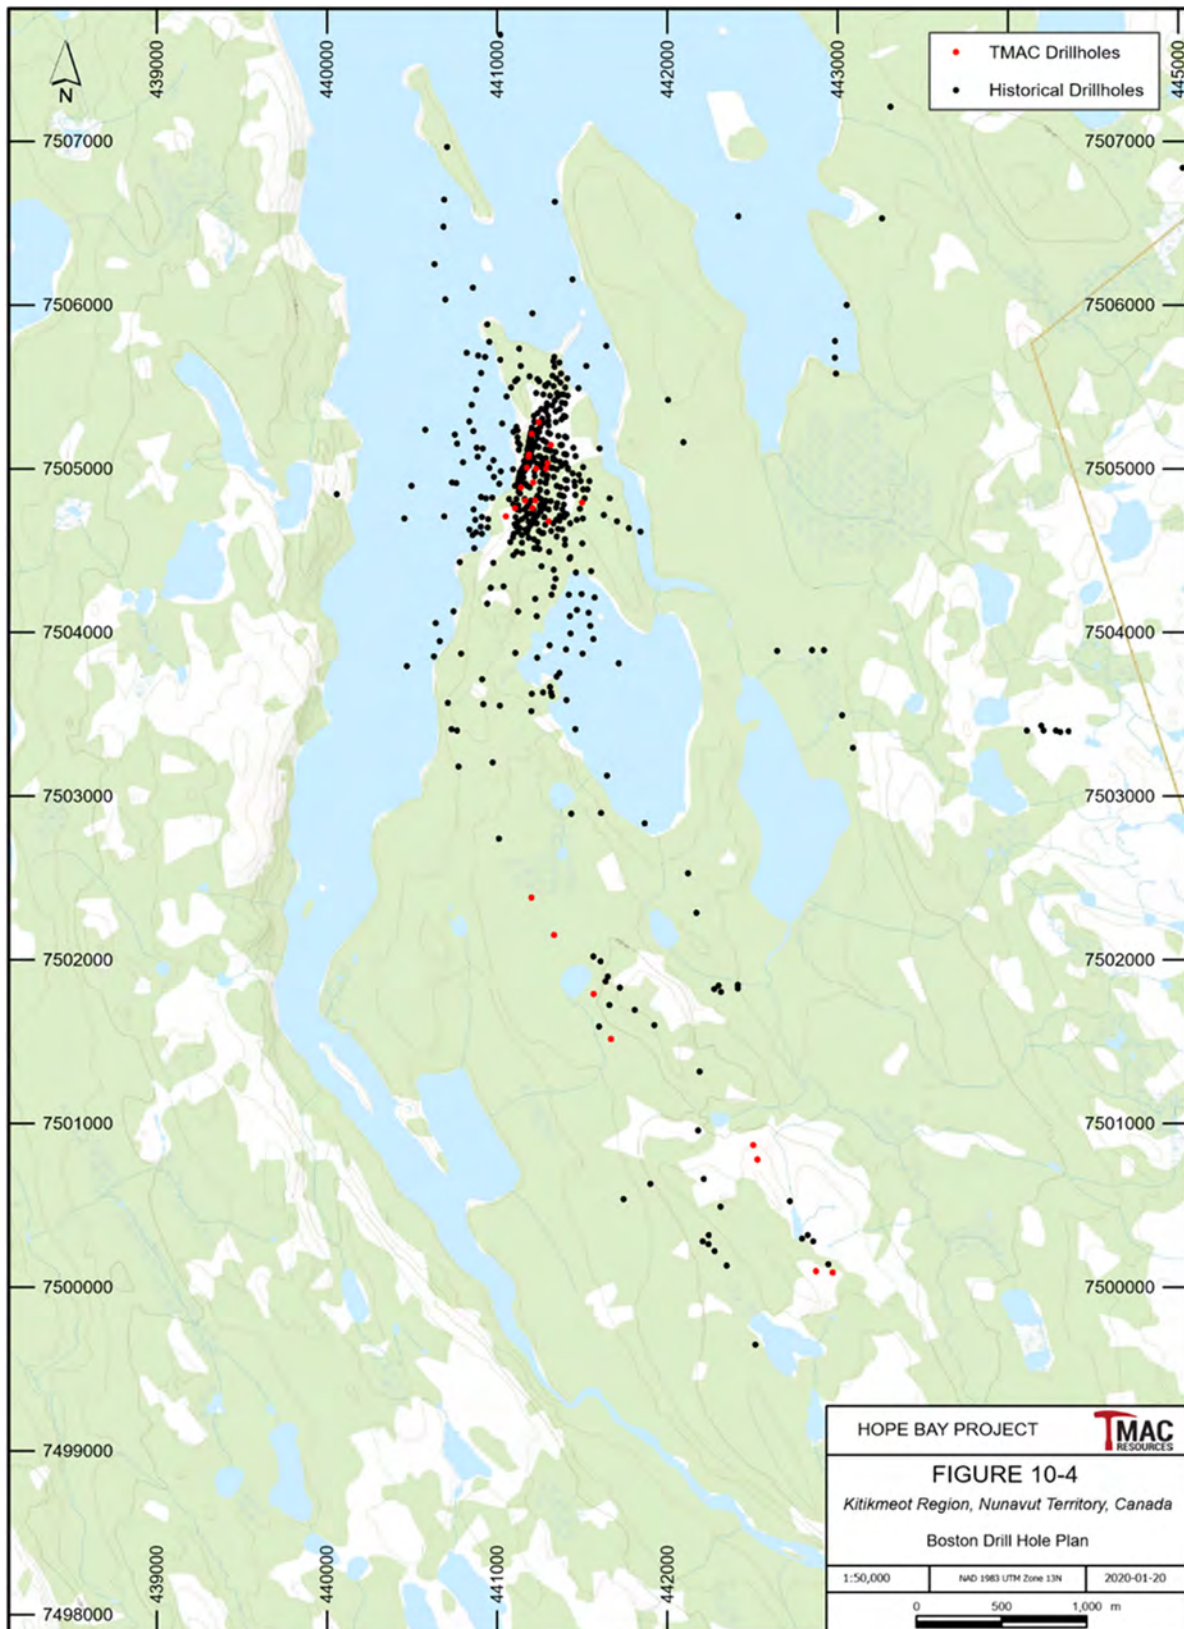 439000
440000
441000
442000
443000
445000
TMAC Drillholes
Historical Drillholes
N
7507000
7507000
7506000
7506000
7505000
7505000
7504000
7504000
7503000
7503000
7502000
7502000
7501000
7501000
7500000
7500000
7499000
7498000
439000
440000
441000
442000
HOPE BAY PROJECT
TMAC
RESOURCES
FIGURE 10-4
Kitikmeot Region, Nunavut Territory, Canada
Boston Drill Hole Plan
1:50,000
NAD 1983 UTM Zone 13N
2020-01-20
0 500 1,000 m